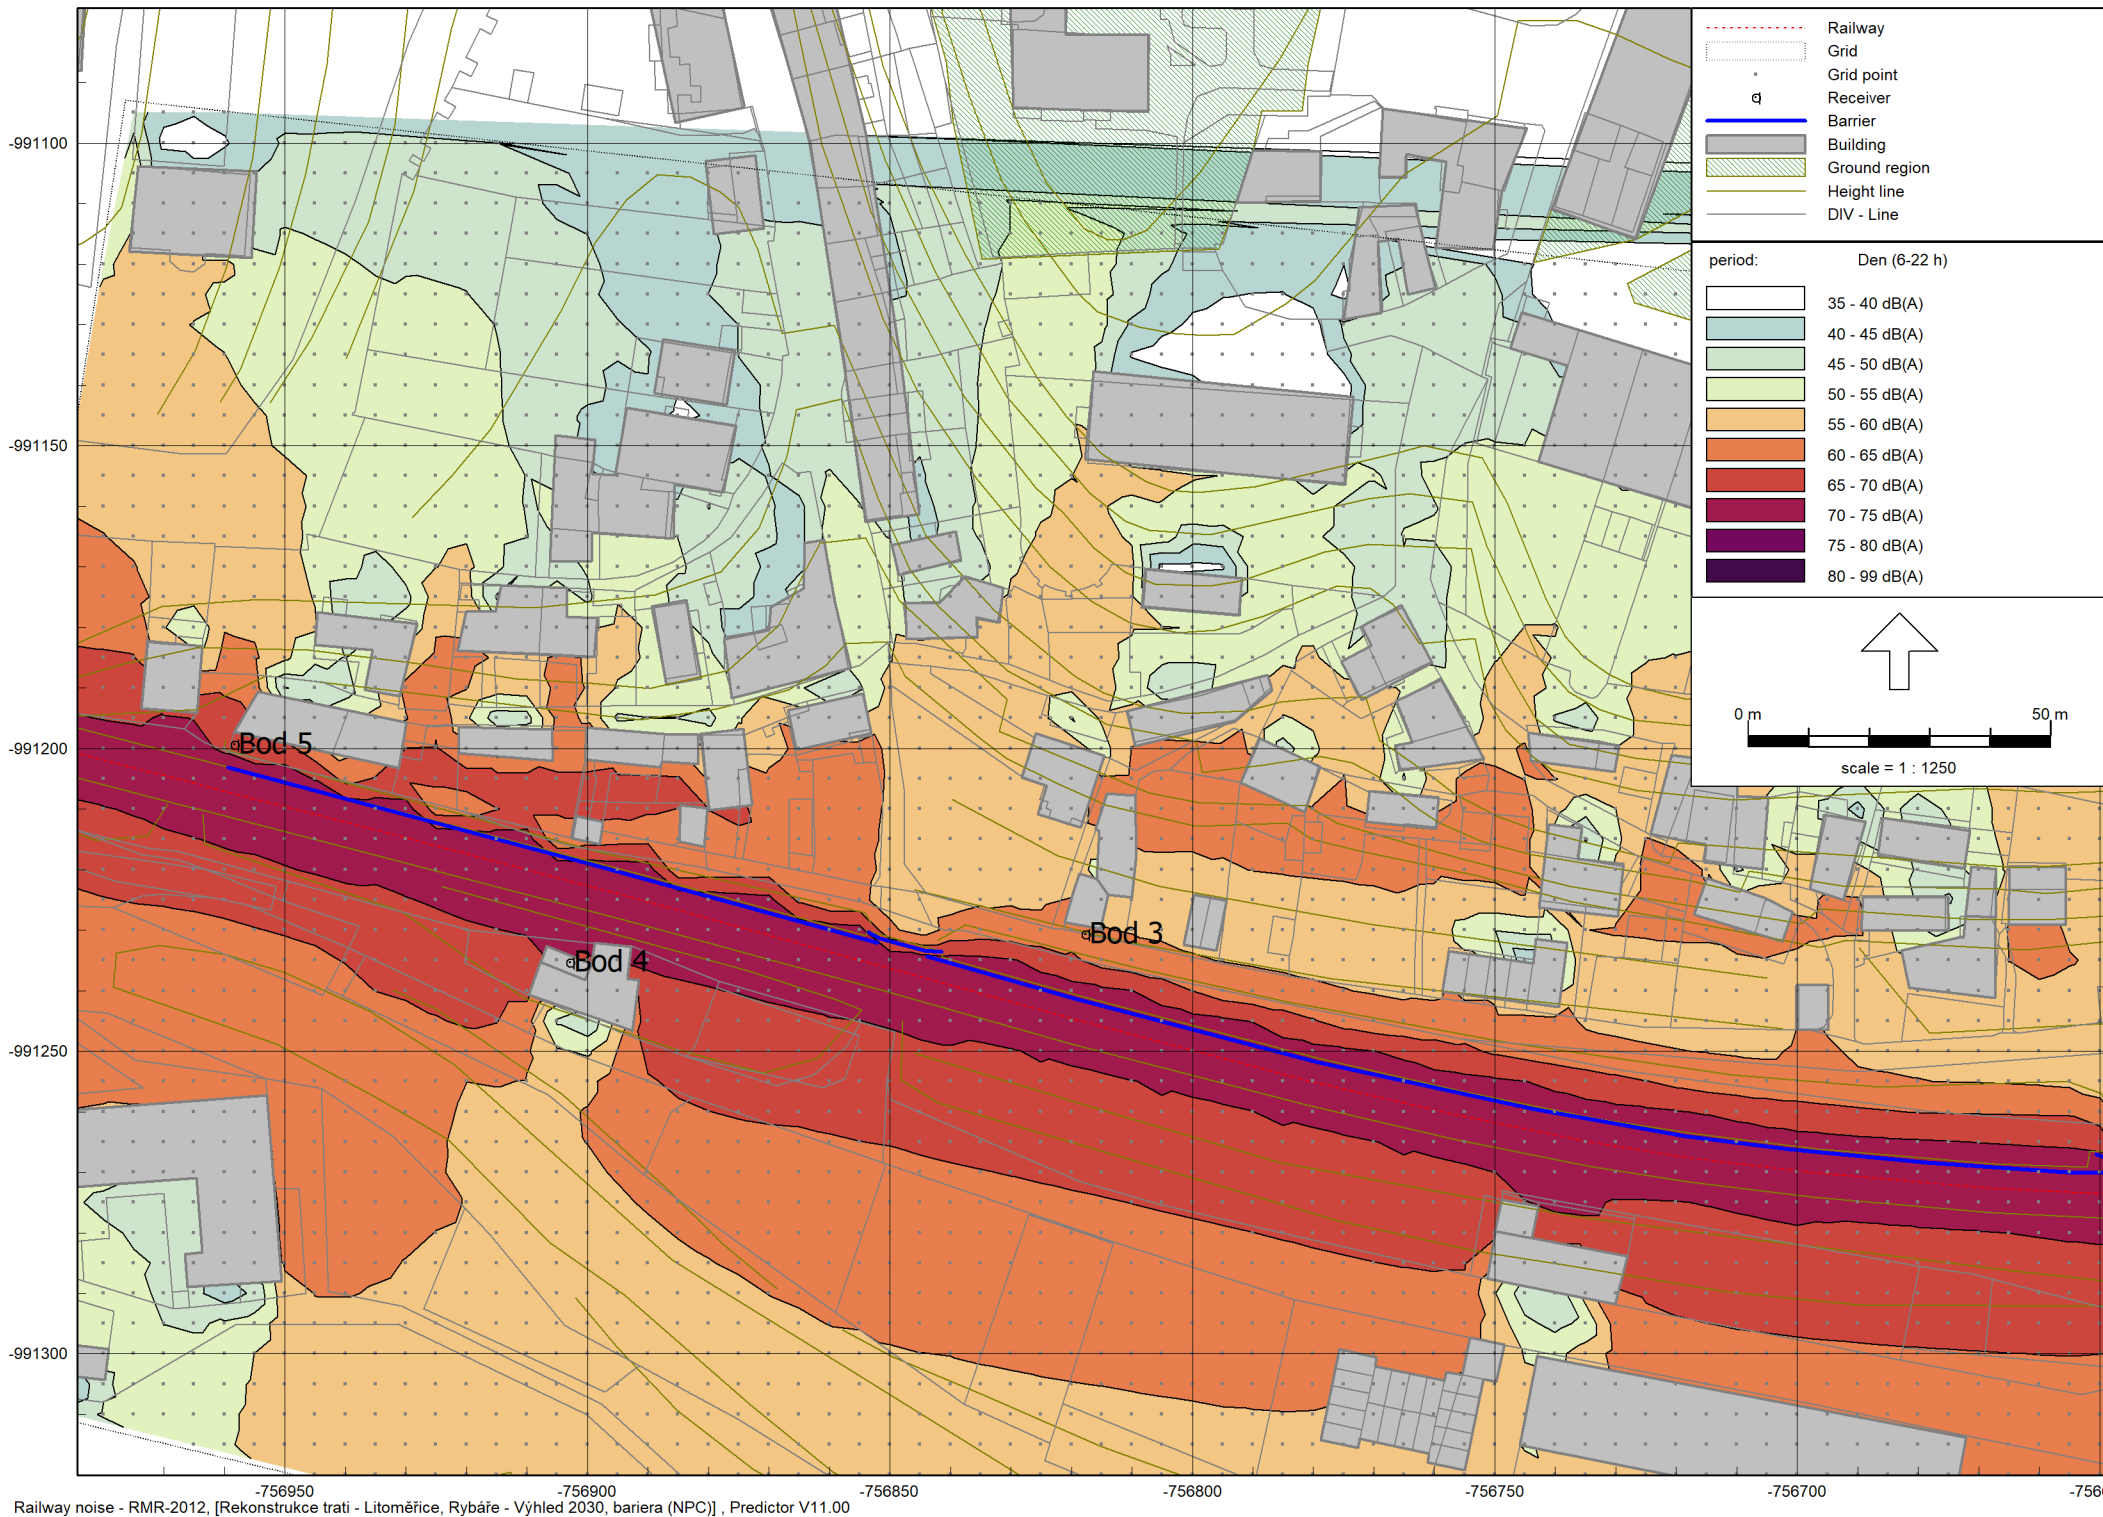 Railway
Grid
Grid point
Receiver
Barrier
Building
Ground region
Height line
DIV - Line
period: Den (6-22 h)
35 - 40 dB(A)
40 - 45 dB(A)
45 - 50 dB(A)
50 - 55 dB(A)
55 - 60 dB(A)
60 - 65 dB(A)
65 - 70 dB(A)
70 - 75 dB(A)
75 - 80 dB(A)
80 - 99 dB(A)
0 m 50 m
scale = 1 : 1250
-991100
-991150
-991200
-991250
-991300
Bod 5
Bod 3
Bod 4
-756950 -756900 -756850 -756800 -756750 -756700 -7566
Railway noise - RMR-2012, [Rekonstrukce trati - Litoměřice, Rybáře - Výhled 2030, bariera (NPC)] , Predictor V11.00